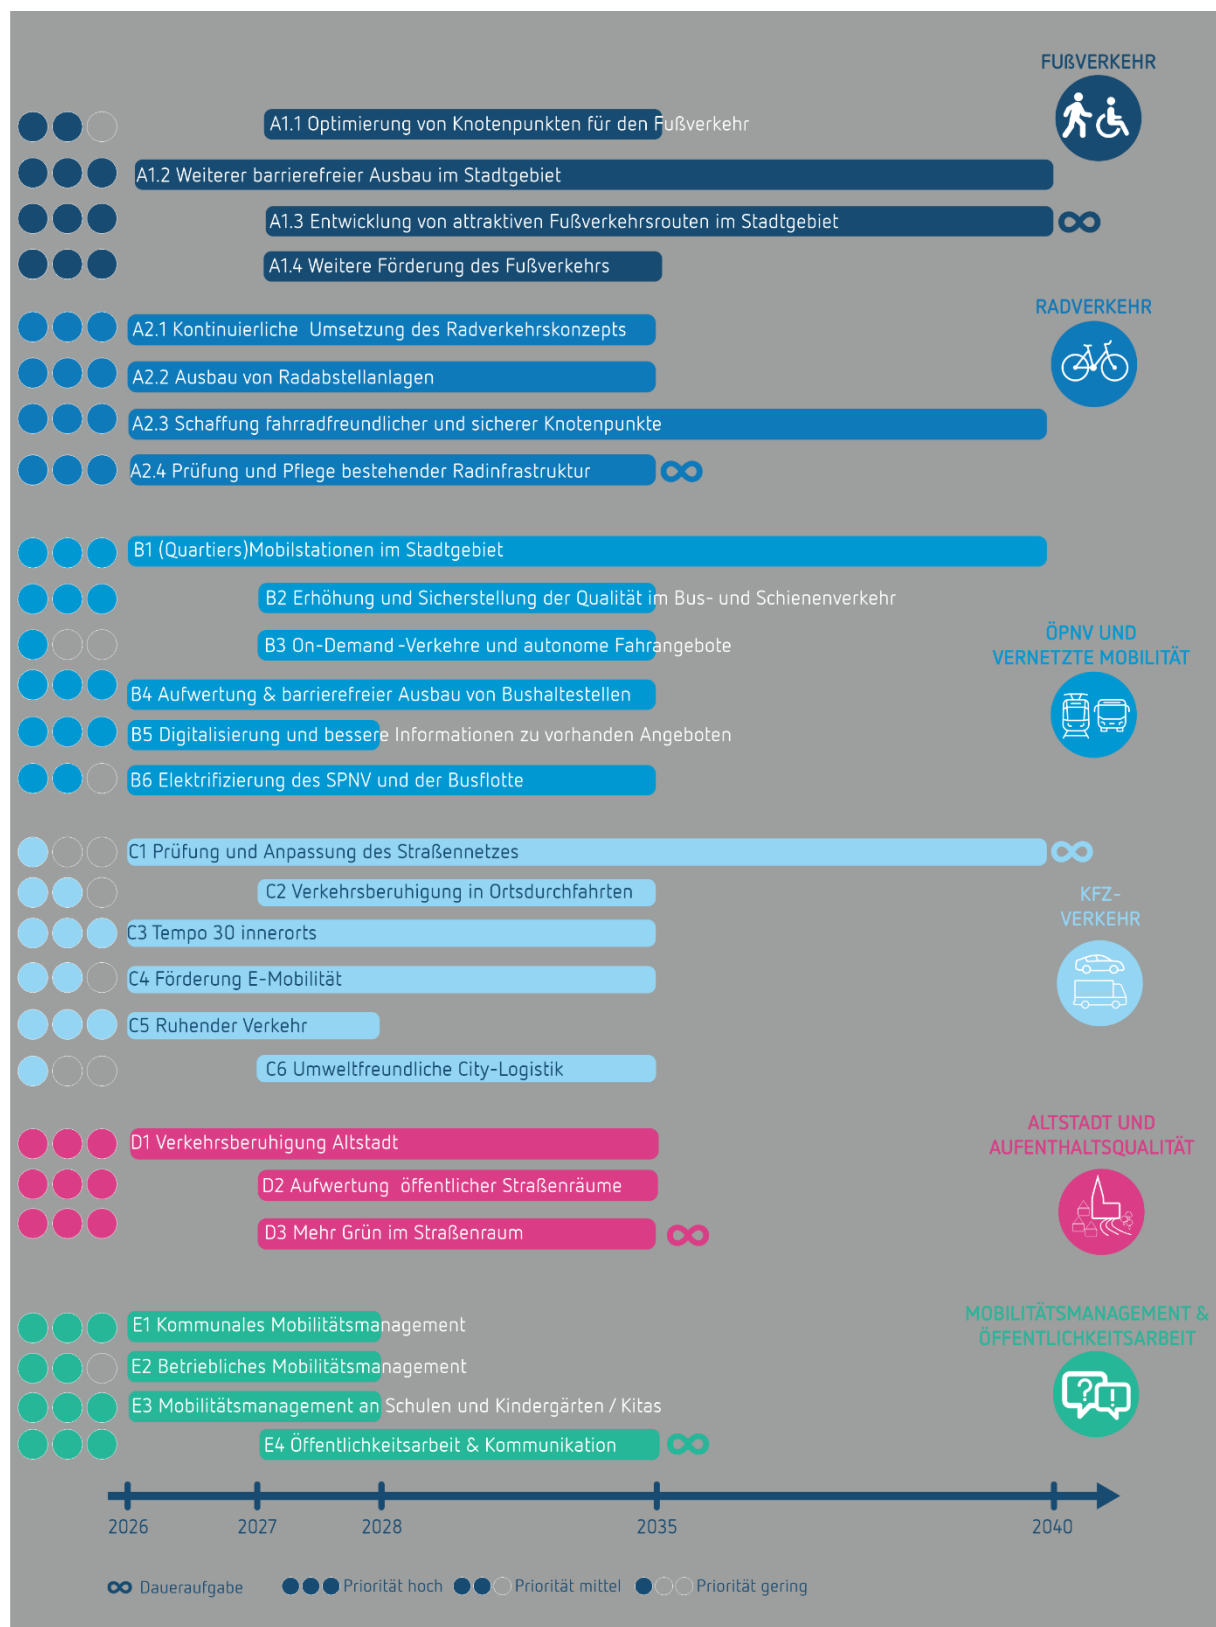 FUßVERKEHR
A1.1 Optimierung von Knotenpunkten für den Fußverkehr
A1.2 Weiterer barrierefreier Ausbau im Stadtgebiet
A1.3 Entwicklung von attraktiven Fußverkehrsrouten im Stadtgebiet
A1.4 Weitere Förderung des Fußverkehrs
RADVERKEHR
A2.1 Kontinuierliche Umsetzung des Radverkehrskonzepts
A2.2 Ausbau von Radabstellanlagen
A2.3 Schaffung fahrradfreundlicher und sicherer Knotenpunkte
A2.4 Prüfung und Pflege bestehender Radinfrastruktur
B1 (Quartiers)Mobilstationen im Stadtgebiet
B2 Erhöhung und Sicherstellung der Qualität im Bus- und Schienenverkehr
ÖPNV UND
VERNETZTE MOBILITÄT
B3 On-Demand -Verkehre und autonome Fahrangebote
B4 Aufwertung & barrierefreier Ausbau von Bushaltestellen
B5 Digitalisierung und bessere Informationen zu vorhanden Angeboten
B6 Elektrifizierung des SPNV und der Busflotte
C1 Prüfung und Anpassung des Straßennetzes
C2 Verkehrsberuhigung in Ortsdurchfahrten
KFZ-
VERKEHR
C3 Tempo 30 innerorts
C4 Förderung E-Mobilität
C5 Ruhender Verkehr
C6 Umweltfreundliche City-Logistik
ALTSTADT UND
AUFENTHALTSQUALITÄT
D1 Verkehrsberuhigung Altstadt
D2 Aufwertung öffentlicher Straßenräume
D3 Mehr Grün im Straßenraum
MOBILITÄTSMANAGEMENT &
ÖFFENTLICHKEITSARBEIT
E1 Kommunales Mobilitätsmanagement
E2 Betriebliches Mobilitätsmanagement
E3 Mobilitätsmanagement an Schulen und Kindergärten / Kitas
?
!
E4 Öffentlichkeitsarbeit & Kommunikation
2026 2027 2028 2035 2040
Daueraufgabe Priorität hoch Priorität mittel Priorität gering